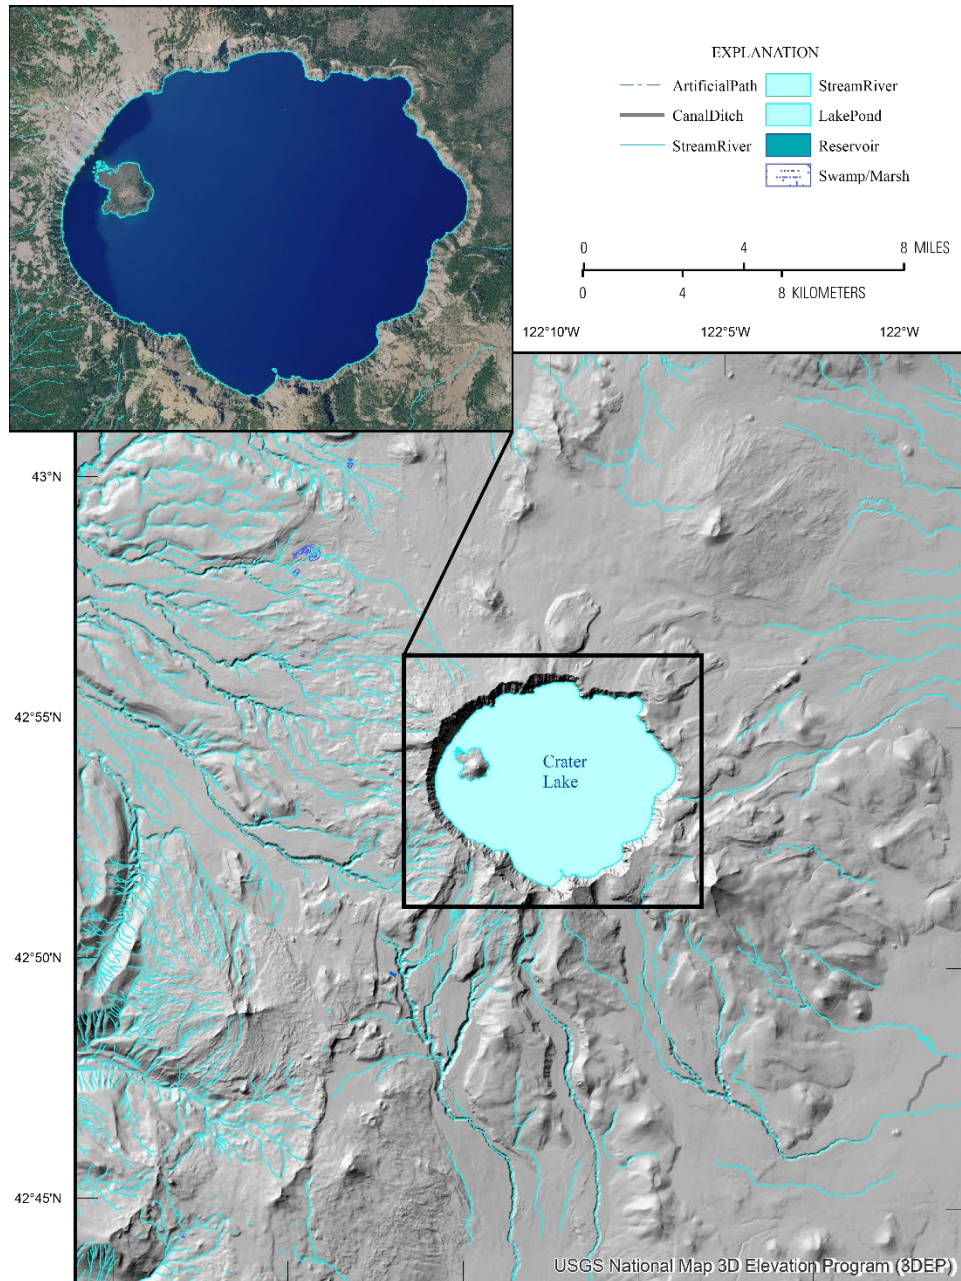 EXPLANATION
ArtificialPath
StreamRiver
CanalDitch
LakePond
StreamRiver
Reservoir
Swamp/Marsh
0 4 8 MILES
0 4 8 KILOMETERS
122°10'W 122°5'W 122°W
43°N
42°55'N
Crater
Lake
42°50'N
42°45'N
USGS National Map 3D Elevation Program (3DEP)